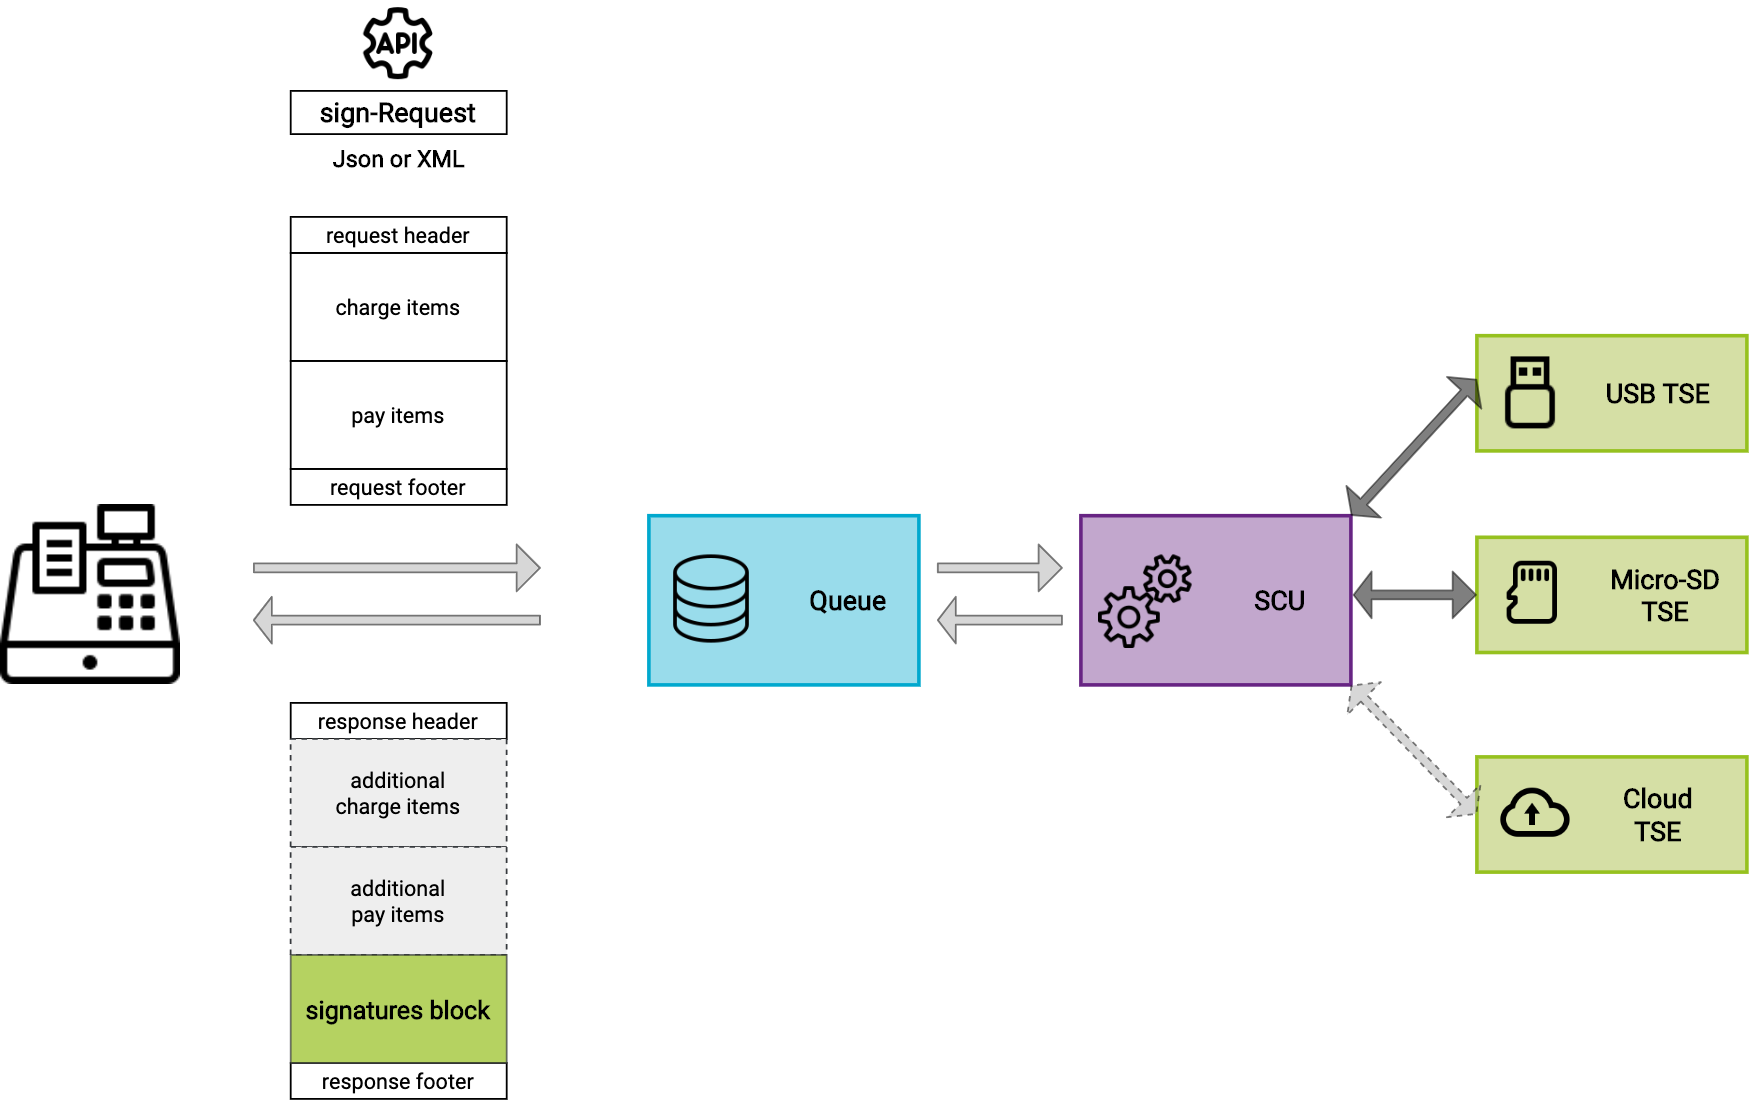 API
sign-Request
Json or XML
request header
charge items
pay items
request footer
Queue
SCU
USB TSE
Micro-SD
TSE
Cloud
TSE
response header
additional
charge items
additional
pay items
signatures block
response footer